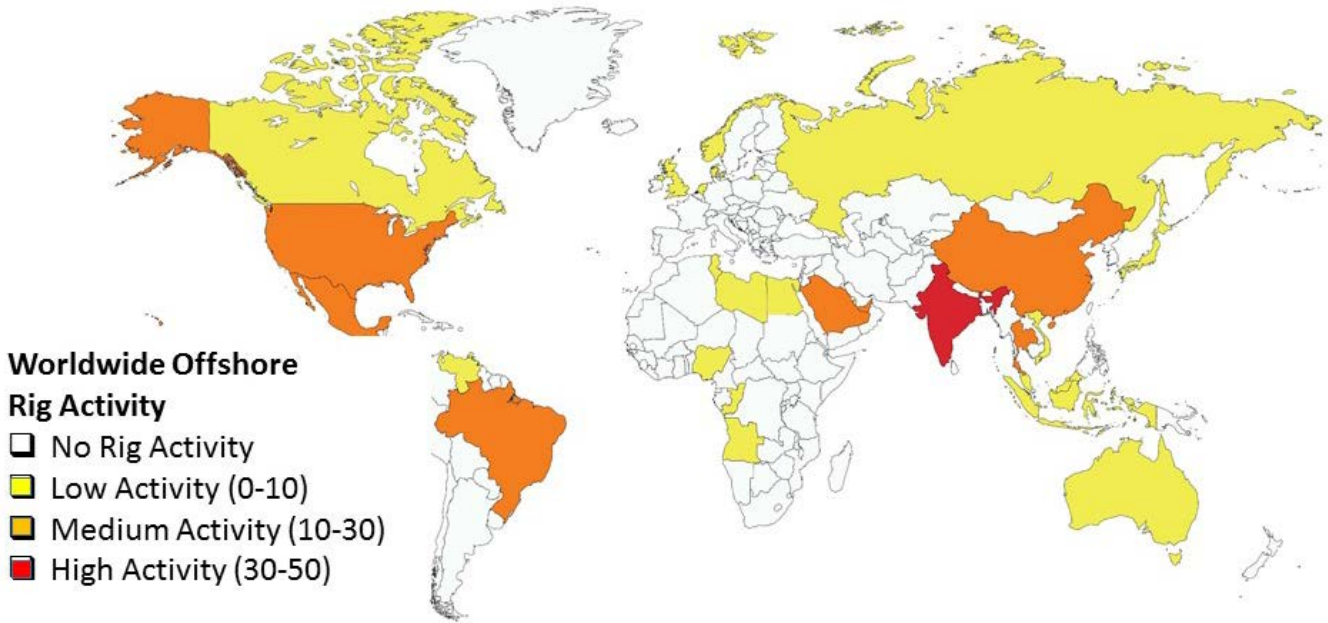 Worldwide Offshore
Rig Activity
No Rig Activity
Low Activity (0-10)
Medium Activity (10-30)
High Activity (30-50)